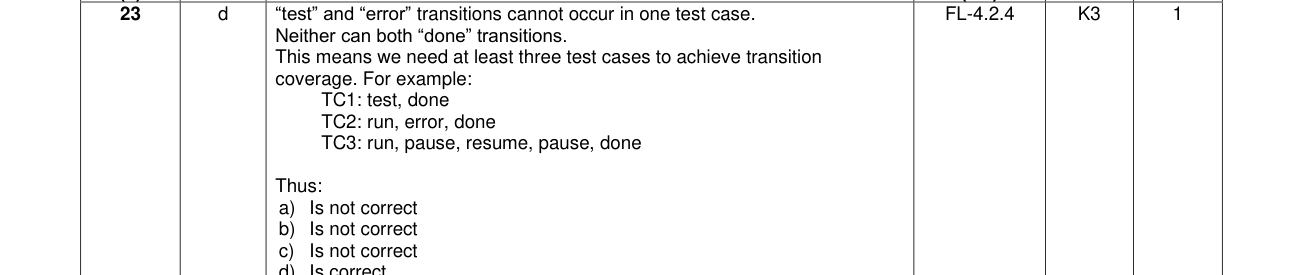 23 d “test” and “error” transitions cannot occur in one test case. FL-4.2.4 K3 1
Neither can both “done” transitions.
This means we need at least three test cases to achieve transition
coverage. For example:
TC1: test, done
TC2: run, error, done
TC3: run, pause, resume, pause, done
Thus:
a) Is not correct
b) Is not correct
c) Is not correct
d) Is correct